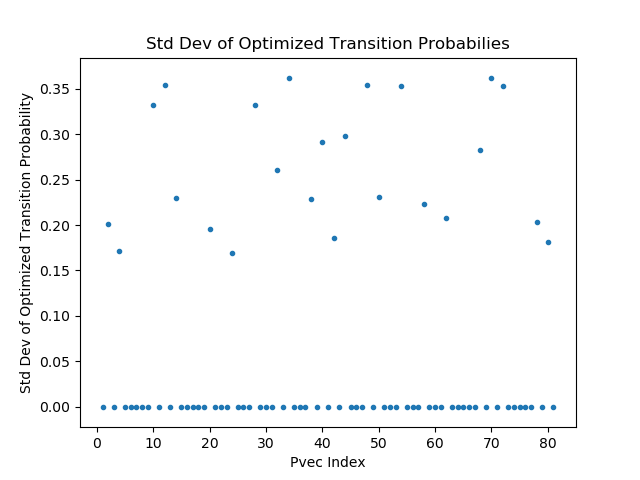 Std Dev of Optimized Transition Probabilies
Std Dev of Optimized Transition Probability
0.35
0.30
0.25
0.20
0.15
0.10
0.05
0.00
0 10 20 30 40 50 60 70 80
Pvec Index